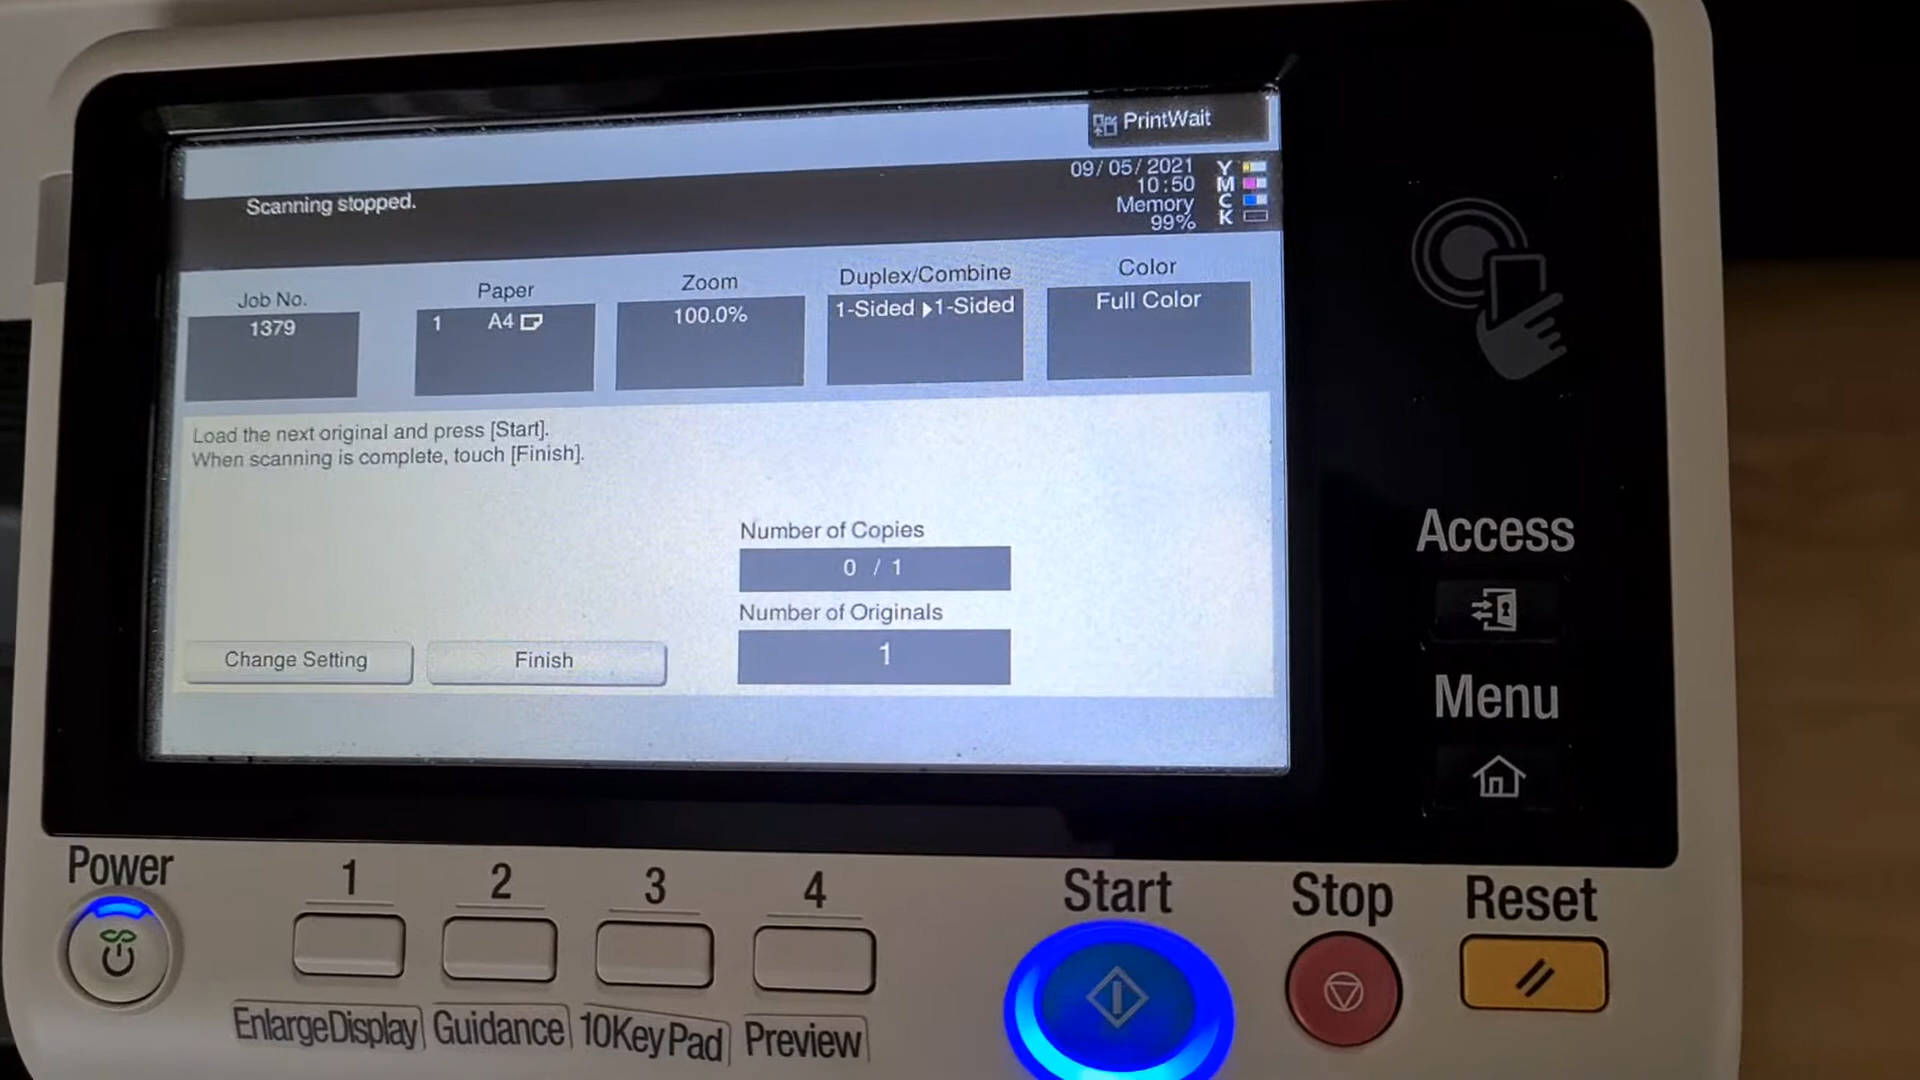 PrintWait
Scanning stopped.
09/05/2021
10:50
Memory
99%
Y
M
C
K
Job No.
1379
Paper
1 A4
Zoom
100.0%
Duplex/Combine
1-Sided ▶1-Sided
Color
Full Color
Load the next original and press [Start].
When scanning is complete, touch [Finish].
Number of Copies
0 / 1
Number of Originals
1
Change Setting
Finish
Access
Menu
Power
1
2
3
4
Start
Stop
Reset
EnlargeDisplay
Guidance
10KeyPad
Preview